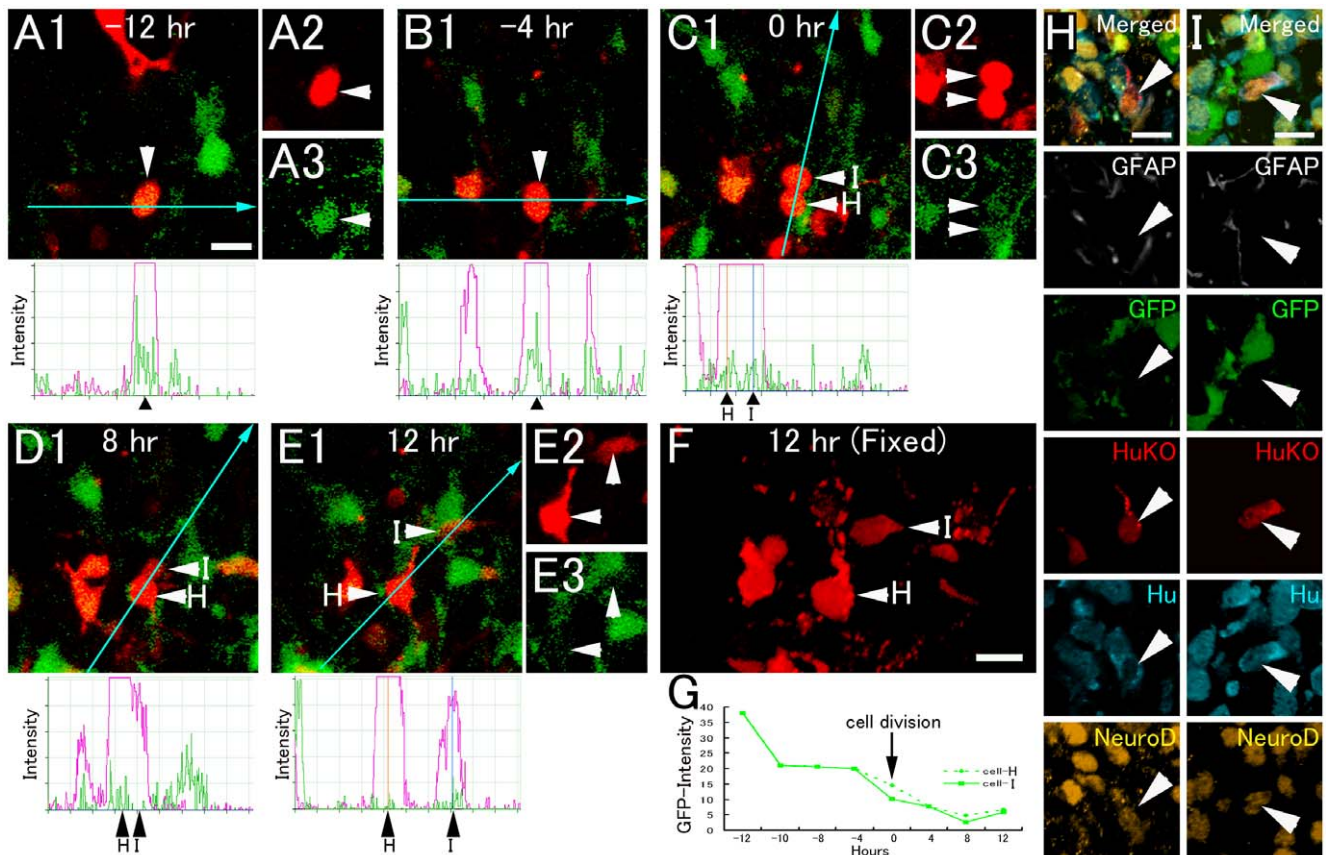 A1
−12 hr
A2
A3
B1
−4 hr
C1
0 hr
I
H
C2
C3
H
Merged
I
Merged
GFAP
GFAP
GFP
GFP
HuKO
HuKO
Hu
Hu
NeuroD
NeuroD
Intensity
Intensity
Intensity
H
I
D1
8 hr
I
H
E1
12 hr
I
H
E2
E3
F
12 hr (Fixed)
I
H
Intensity
H
I
Intensity
H
I
G
GFP−Intensity
40
35
30
25
20
15
10
5
0
cell division
cell-H
cell-I
−12 −10 −8 −4 0 4 8 12
Hours